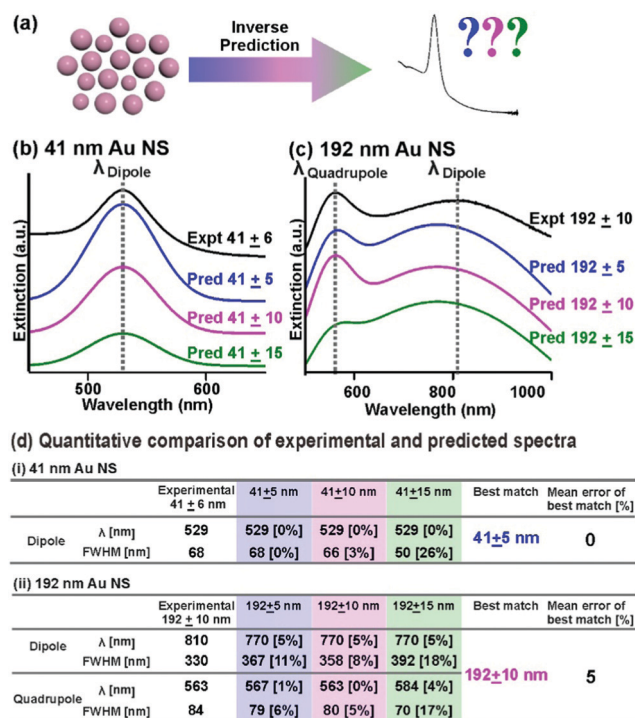 (a)
Inverse
Prediction
???
(b) 41 nm Au NS
λ Dipole
Extinction (a.u.)
Expt 41 ± 6
Pred 41 ± 5
Pred 41 ± 10
Pred 41 ± 15
500 600
Wavelength (nm)
(c) 192 nm Au NS
λ Quadrupole λ Dipole
Extinction (a.u.)
Expt 192 ± 10
Pred 192 ± 5
Pred 192 ± 10
Pred 192 ± 15
600 800 1000
Wavelength (nm)
(d) Quantitative comparison of experimental and predicted spectra
(i) 41 nm Au NS
Experimental 41±5 nm 41±10 nm 41±15 nm Best match Mean error of
41 ± 6 nm best match [%]
Dipole λ [nm] 529 529 [0%] 529 [0%] 529 [0%] 41±5 nm 0
FWHM [nm] 68 68 [0%] 66 [3%] 50 [26%]
(ii) 192 nm Au NS
Experimental 192±5 nm 192±10 nm 192±15 nm Best match Mean error of
192 ± 10 nm best match [%]
Dipole λ [nm] 810 770 [5%] 770 [5%] 770 [5%]
FWHM [nm] 330 367 [11%] 358 [8%] 392 [18%]
192±10 nm 5
Quadrupole λ [nm] 563 567 [1%] 563 [0%] 584 [4%]
FWHM [nm] 84 79 [6%] 80 [5%] 70 [17%]